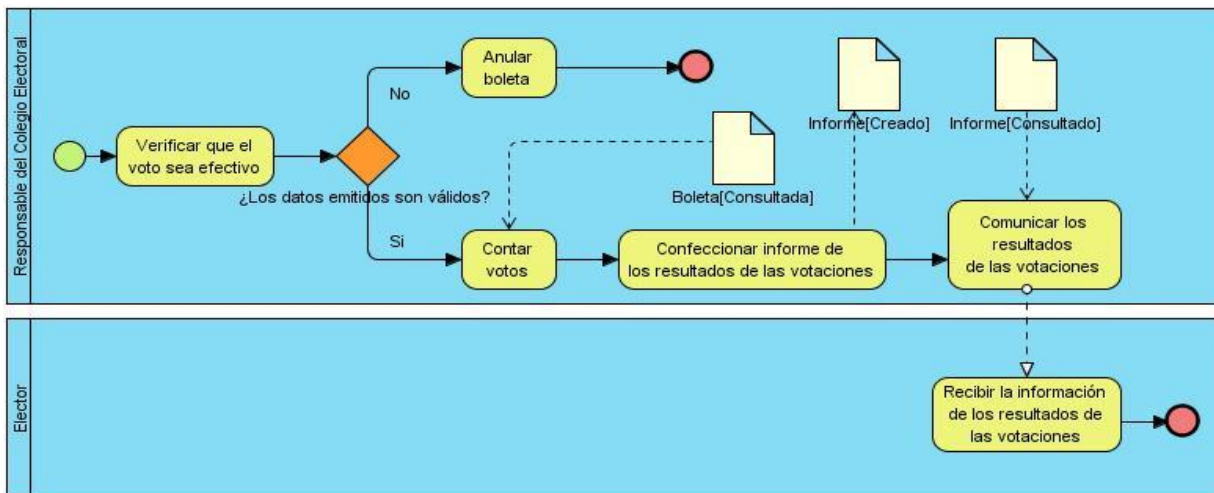 Responsable del Colegio Electoral
Anular
boleta
No
Verificar que el
voto sea efectivo
¿Los datos emitidos son válidos?
Si
Informe[Creado]
Informe[Consultado]
Boleta[Consultada]
Contar
votos
Confeccionar informe de
los resultados de las votaciones
Comunicar los
resultados
de las votaciones
Elector
Recibir la información
de los resultados de
las votaciones